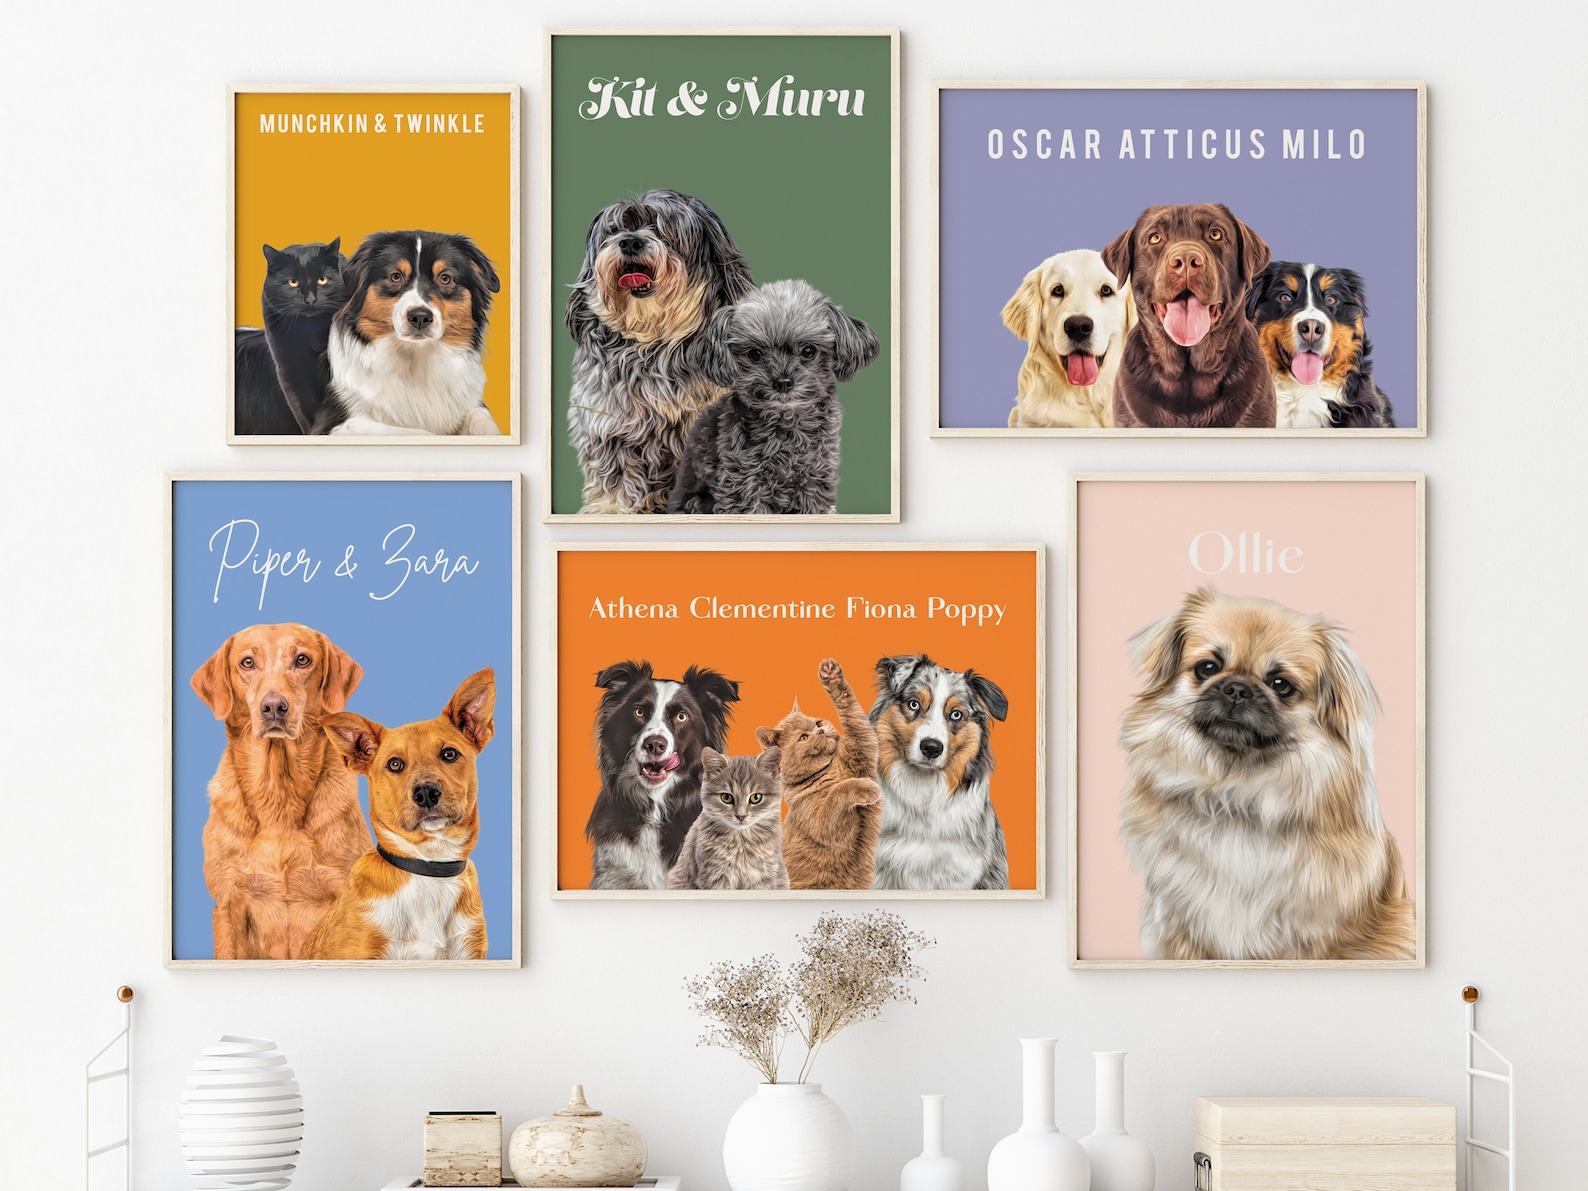 MUNCHKIN & TWINKLE
Kit & Muru
OSCAR ATTICUS MILO
Piper & Zara
Athena Clementine Fiona Poppy
Ollie